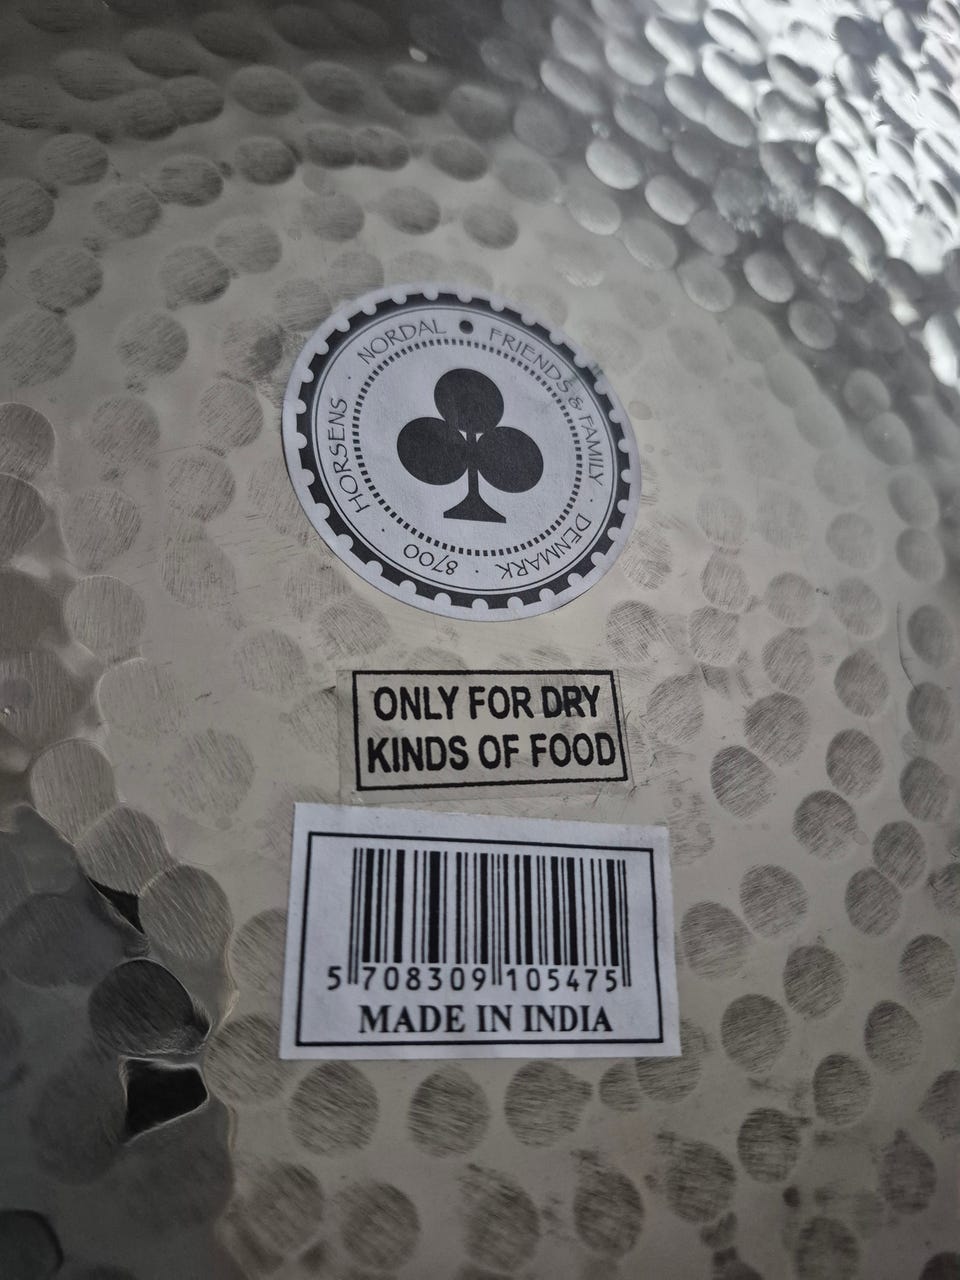 HORSENS · NORDAL FRIENDS & FAMILY · DENMARK · 8700 ·
ONLY FOR DRY
KINDS OF FOOD
5 708309 105475
MADE IN INDIA